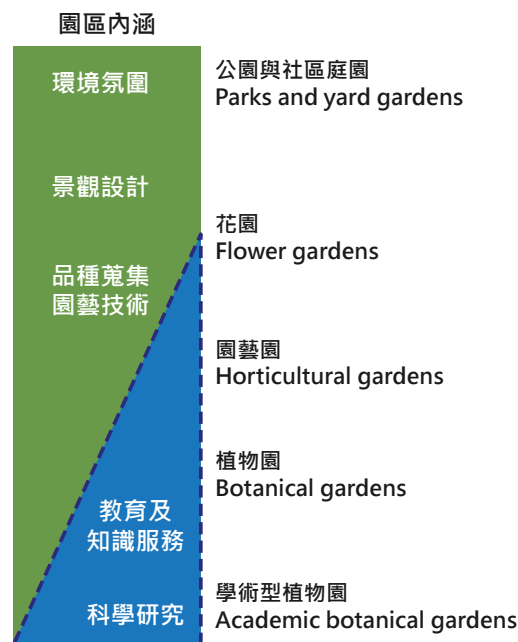 園區內涵
環境氛圍
景觀設計
品種蒐集
園藝技術
教育及
知識服務
科學研究
公園與社區庭園
Parks and yard gardens
花園
Flower gardens
園藝園
Horticultural gardens
植物園
Botanical gardens
學術型植物園
Academic botanical gardens